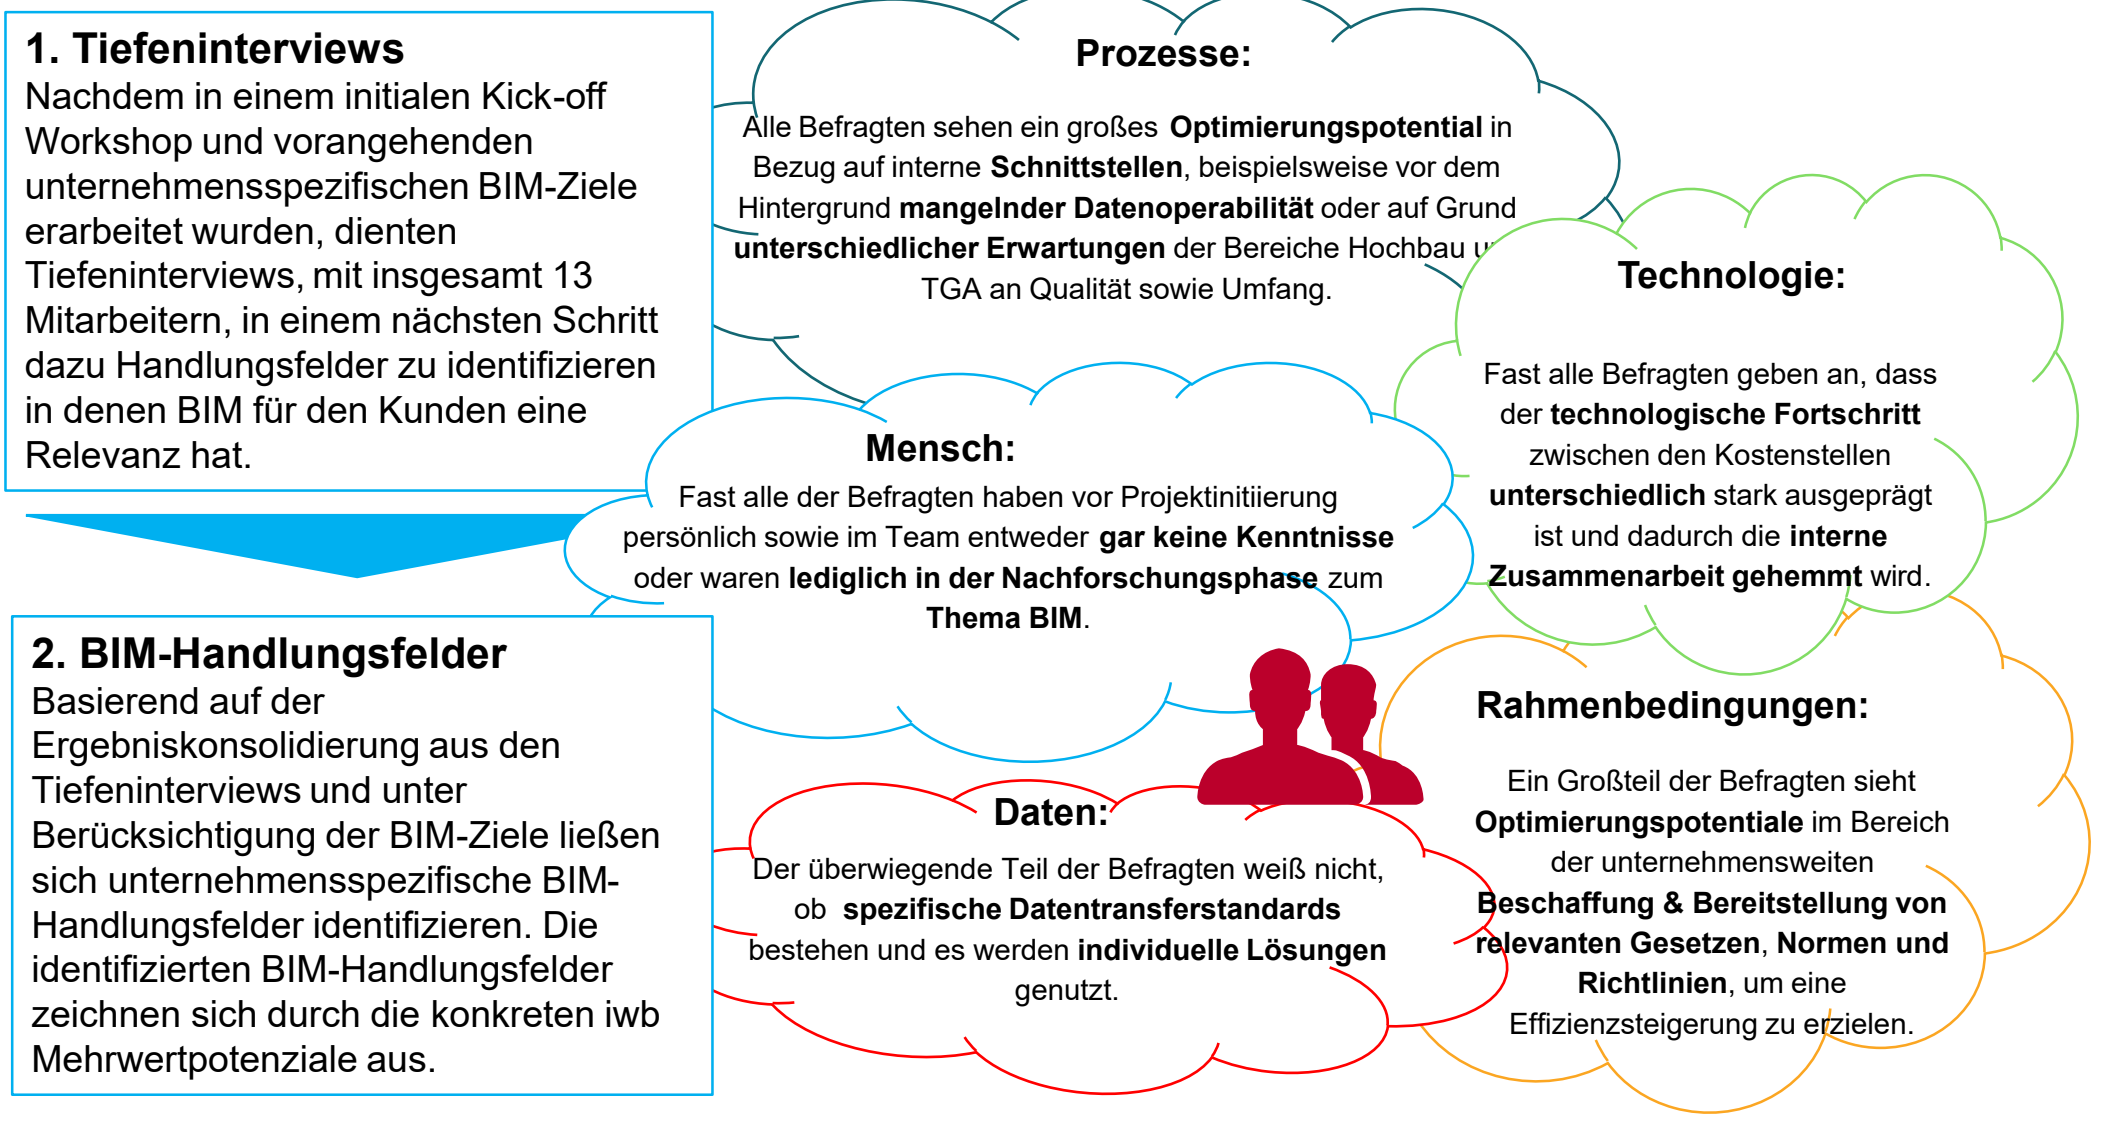 1. Tiefeninterviews
Nachdem in einem initialen Kick-off
Workshop und vorangehenden
unternehmensspezifischen BIM-Ziele
erarbeitet wurden, dienten
Tiefeninterviews, mit insgesamt 13
Mitarbeitern, in einem nächsten Schritt
dazu Handlungsfelder zu identifizieren
in denen BIM für den Kunden eine
Relevanz hat.
2. BIM-Handlungsfelder
Basierend auf der
Ergebniskonsolidierung aus den
Tiefeninterviews und unter
Berücksichtigung der BIM-Ziele ließen
sich unternehmensspezifische BIM-
Handlungsfelder identifizieren. Die
identifizierten BIM-Handlungsfelder
zeichnen sich durch die konkreten iwb
Mehrwertpotenziale aus.
Prozesse:
Alle Befragten sehen ein großes Optimierungspotential in
Bezug auf interne Schnittstellen, beispielsweise vor dem
Hintergrund mangelnder Datenoperabilität oder auf Grund
unterschiedlicher Erwartungen der Bereiche Hochbau
TGA an Qualität sowie Umfang.
Technologie:
Fast alle Befragten geben an, dass
der technologische Fortschritt
zwischen den Kostenstellen
unterschiedlich stark ausgeprägt
ist und dadurch die interne
Zusammenarbeit gehemmt wird.
Mensch:
Fast alle der Befragten haben vor Projektinitiierung
persönlich sowie im Team entweder gar keine Kenntnisse
oder waren lediglich in der Nachforschungsphase zum
Thema BIM.
Rahmenbedingungen:
Ein Großteil der Befragten sieht
Optimierungspotentiale im Bereich
der unternehmensweiten
Beschaffung & Bereitstellung von
relevanten Gesetzen, Normen und
Richtlinien, um eine
Effizienzsteigerung zu erzielen.
Daten:
Der überwiegende Teil der Befragten weiß nicht,
ob spezifische Datentransferstandards
bestehen und es werden individuelle Lösungen
genutzt.